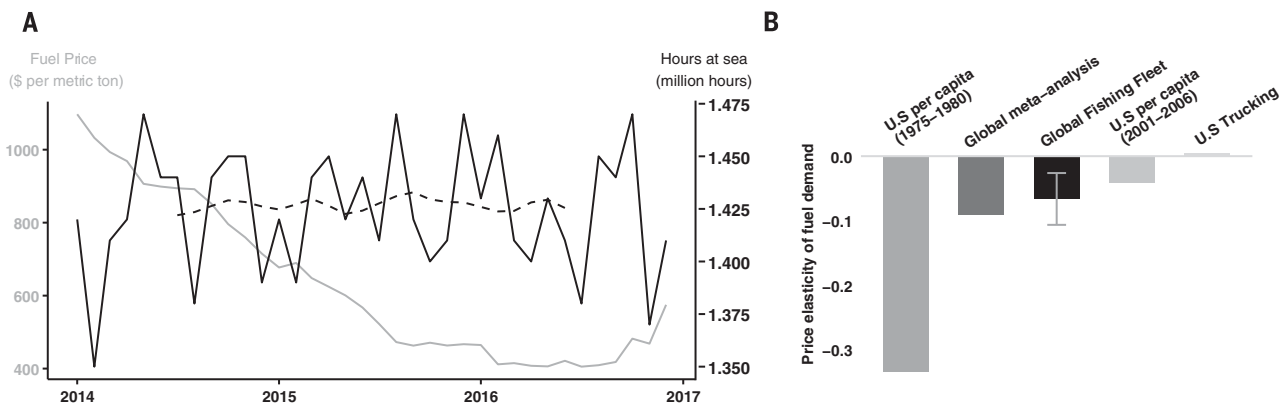 A
Fuel Price
($ per metric ton)
Hours at sea
(million hours)
1000
800
600
400
1.475
1.450
1.425
1.400
1.375
1.350
2014
2015
2016
2017
B
U.S per capita
(1975–1980)
Global meta–analysis
Global Fishing Fleet
U.S per capita
(2001–2006)
U.S Trucking
Price elasticity of fuel demand
0.0
−0.1
−0.2
−0.3